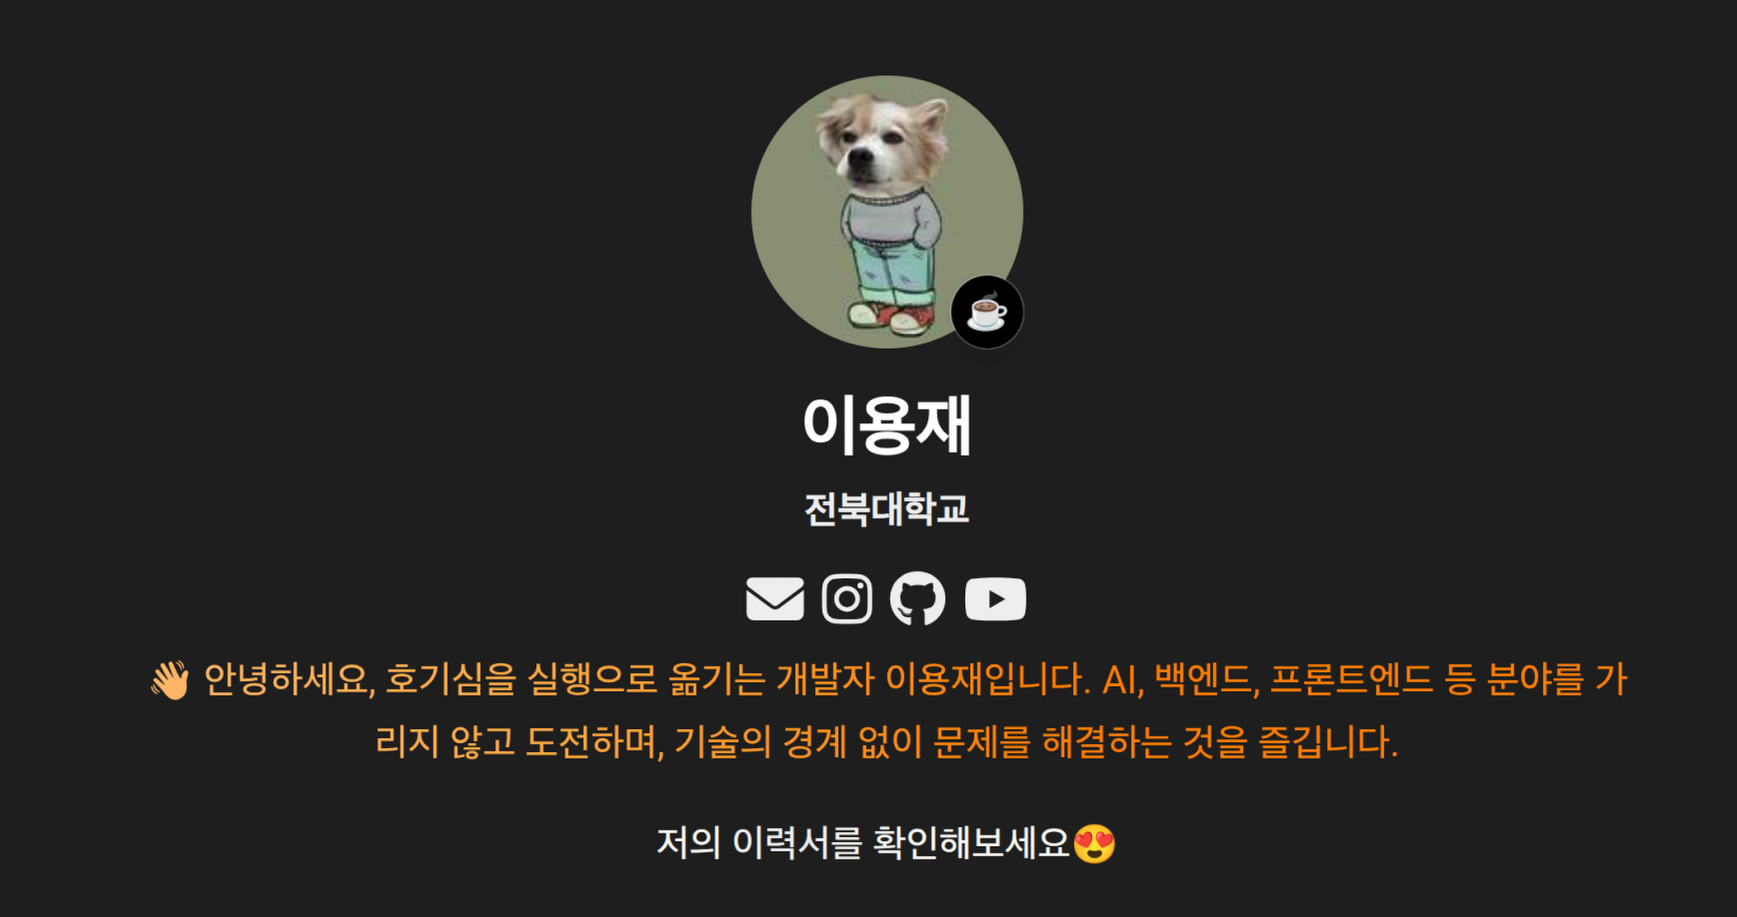 이용재
전북대학교
👋 안녕하세요, 호기심을 실행으로 옮기는 개발자 이용재입니다. AI, 백엔드, 프론트엔드 등 분야를 가
리지 않고 도전하며, 기술의 경계 없이 문제를 해결하는 것을 즐깁니다.
저의 이력서를 확인해보세요😍